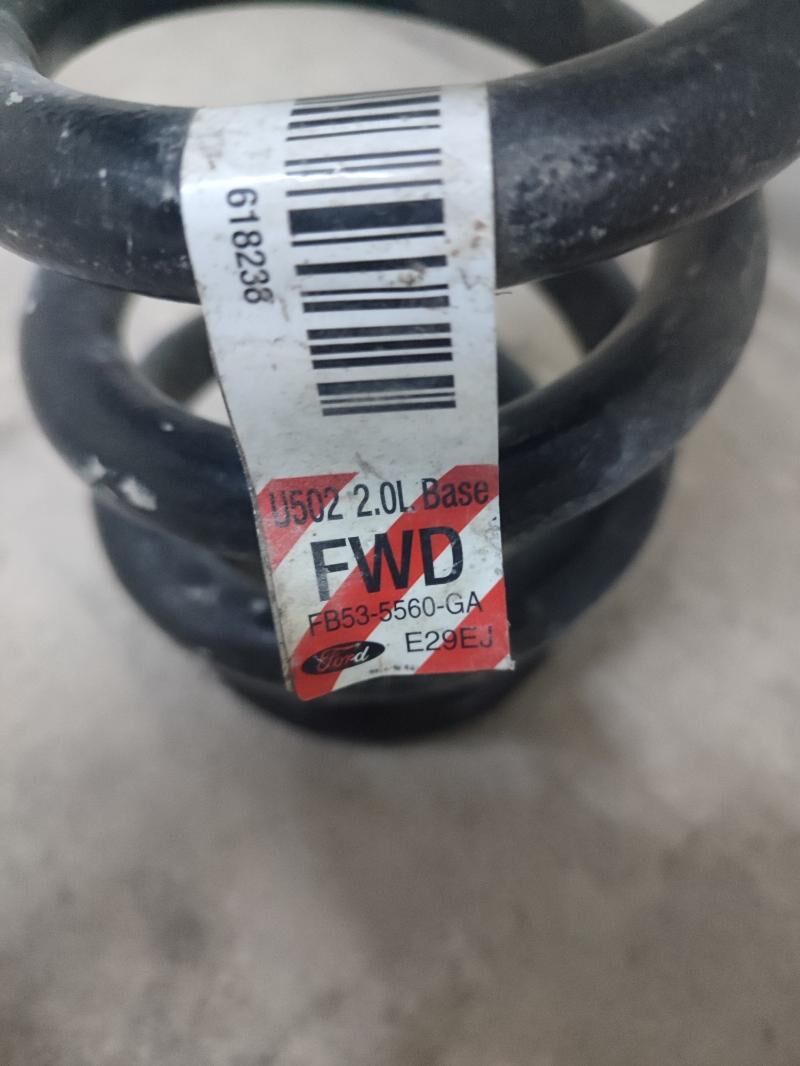 618238
U502 2.0L Base
FWD
FB53-5560-GA
Ford E29EJ